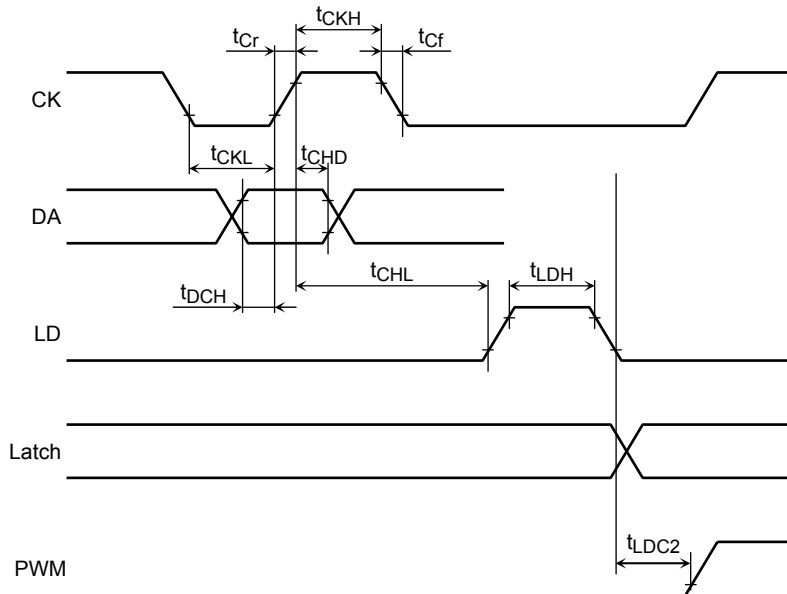 tCKH
tCr
tCf
CK
tCKL
tCHD
DA
tCHL
tLDH
tDCH
LD
Latch
tLDC2
PWM